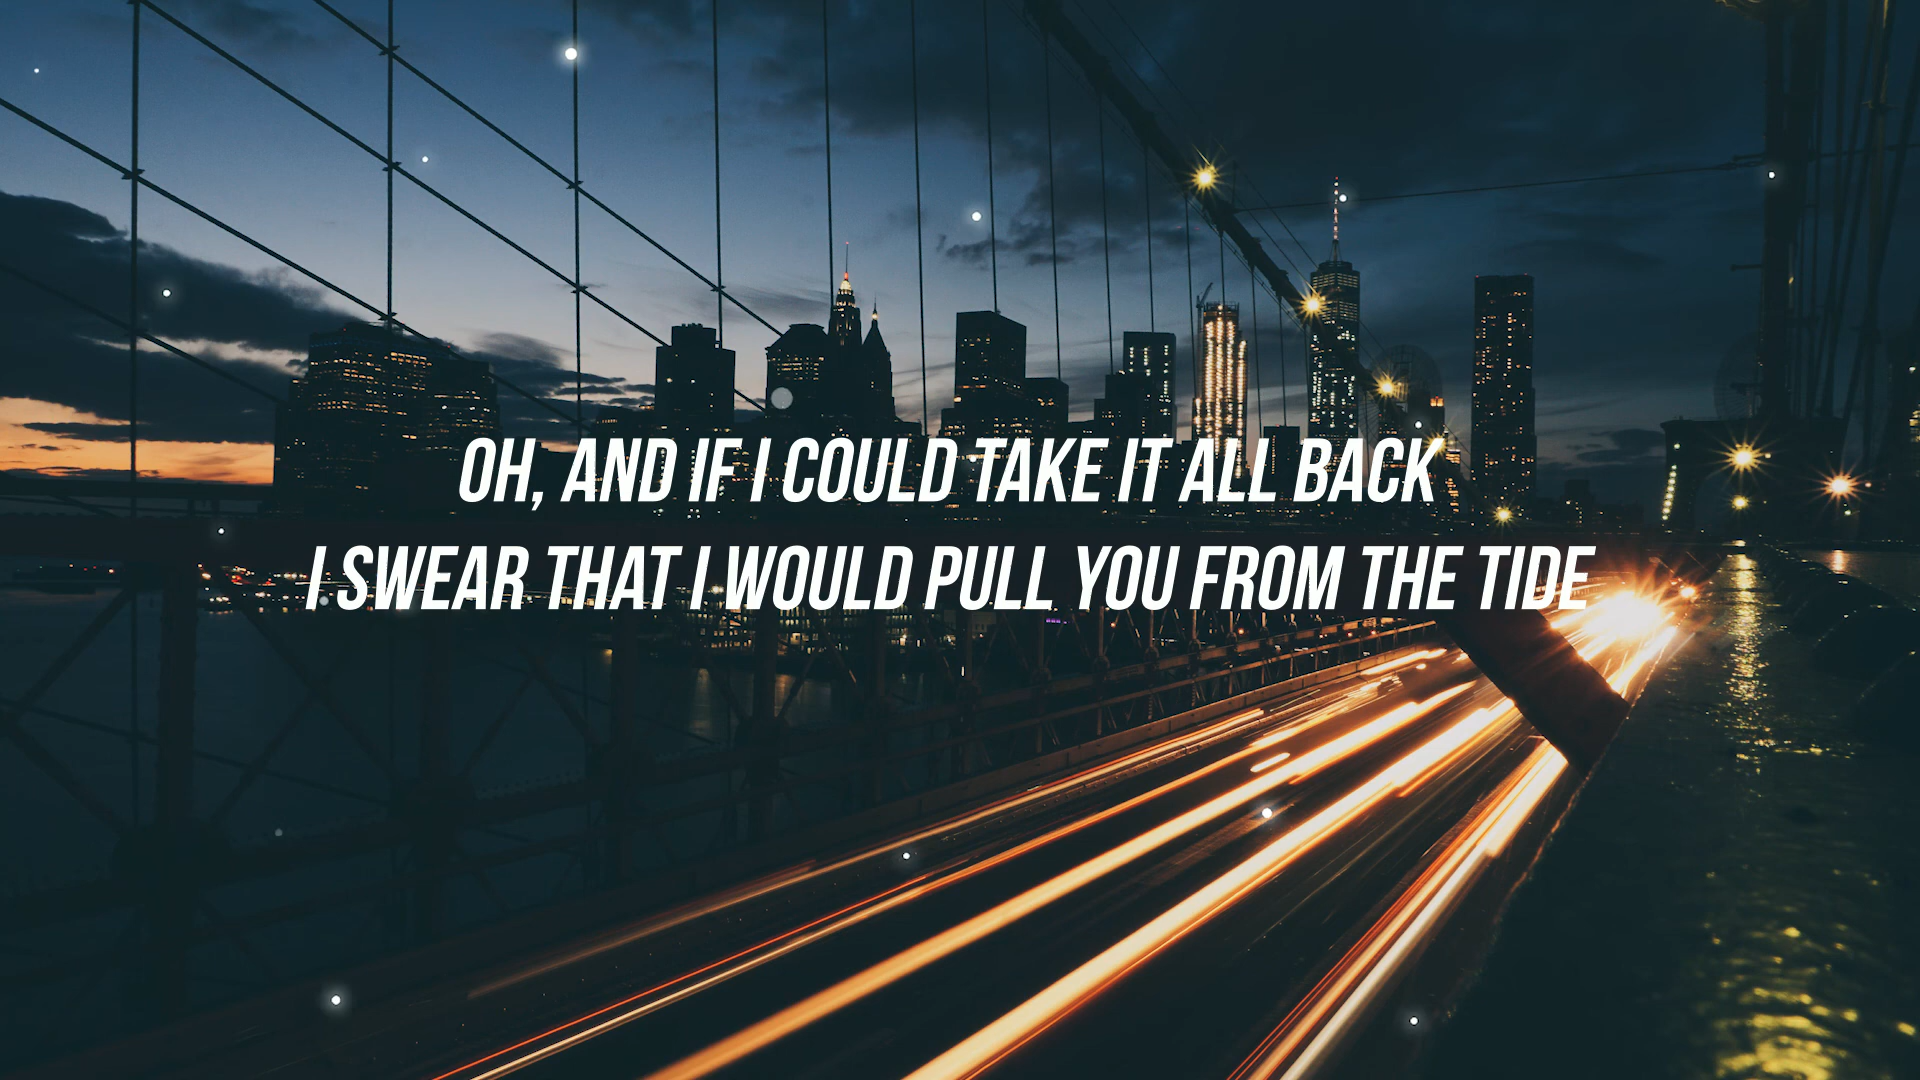 OH, AND IF I COULD TAKE IT ALL BACK
I SWEAR THAT I WOULD PULL YOU FROM THE TIDE